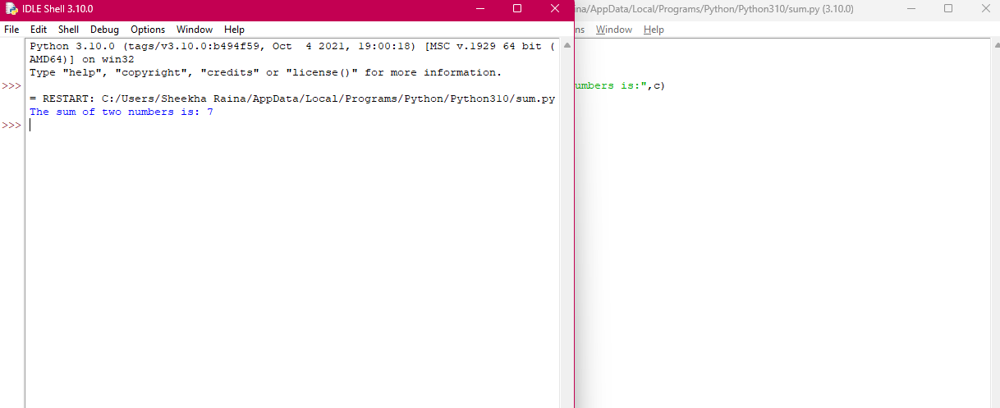 IDLE Shell 3.10.0
File Edit Shell Debug Options Window Help
Python 3.10.0 (tags/v3.10.0:b494f59, Oct  4 2021, 19:00:18) [MSC v.1929 64 bit (
AMD64)] on win32
Type "help", "copyright", "credits" or "license()" for more information.
>>>
= RESTART: C:/Users/Sheekha Raina/AppData/Local/Programs/Python/Python310/sum.py
The sum of two numbers is: 7
>>>
ina/AppData/Local/Programs/Python/Python310/sum.py (3.10.0)
ns Window Help
umbers is:",c)